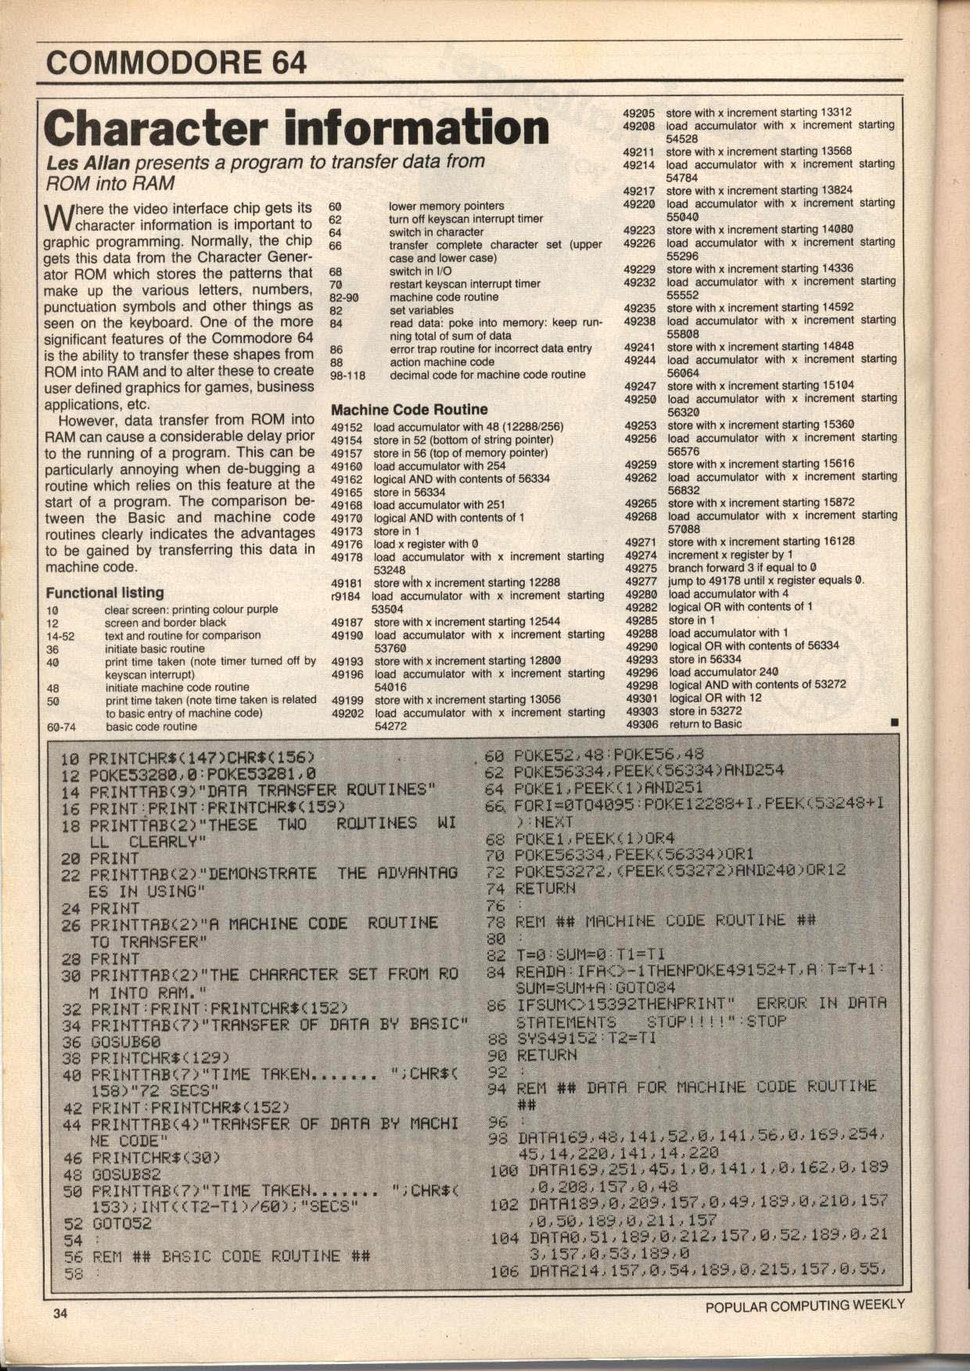 COMMODORE 64
Character information
Les Allan presents a program to transfer data from
ROM into RAM
Where the video interface chip gets its
character information is important to
graphic programming. Normally, the chip
gets this data from the Character Gener-
ator ROM which stores the patterns that
make up the various letters, numbers,
punctuation symbols and other things as
seen on the keyboard. One of the more
significant features of the Commodore 64
is the ability to transfer these shapes from
ROM into RAM and to alter these to create
user defined graphics for games, business
applications, etc.
However, data transfer from ROM into
RAM can cause a considerable delay prior
to the running of a program. This can be
particularly annoying when de-bugging a
routine which relies on this feature at the
start of a program. The comparison be-
tween the Basic and machine code
routines clearly indicates the advantages
to be gained by transferring this data in
machine code.
Functional listing
10 clear screen: printing colour purple
12 screen and border black
14-52 text and routine for comparison
36 initiate basic routine
40 print time taken (note timer turned off by
keyscan interrupt)
48 initiate machine code routine
50 print time taken (note time taken is related
to basic entry of machine code)
60-74 basic code routine
60 lower memory pointers
62 turn off keyscan interrupt timer
64 switch in character
66 transfer complete character set (upper
case and lower case)
68 switch in I/O
70 restart keyscan interrupt timer
82-90 machine code routine
82 set variables
84 read data: poke into memory: keep run-
ning total of sum of data
86 error trap routine for incorrect data entry
88 action machine code
98-118 decimal code for machine code routine
Machine Code Routine
49152 load accumulator with 48 (12288/256)
49154 store in 52 (bottom of string pointer)
49157 store in 56 (top of memory pointer)
49160 load accumulator with 254
49162 logical AND with contents of 56334
49165 store in 56334
49168 load accumulator with 251
49170 logical AND with contents of 1
49173 store in 1
49176 load x register with 0
49178 load accumulator with x increment starting
53248
49181 store with x increment starting 12288
r9184 load accumulator with x increment starting
53504
49187 store with x increment starting 12544
49190 load accumulator with x increment starting
53760
49193 store with x increment starting 12800
49196 load accumulator with x increment starting
54016
49199 store with x increment starting 13056
49202 load accumulator with x increment starting
54272
49205 store with x increment starting 13312
49208 load accumulator with x increment starting
54528
49211 store with x increment starting 13568
49214 load accumulator with x increment starting
54784
49217 store with x increment starting 13824
49220 load accumulator with x increment starting
55040
49223 store with x increment starting 14080
49226 load accumulator with x increment starting
55296
49229 store with x increment starting 14336
49232 load accumulator with x increment starting
55552
49235 store with x increment starting 14592
49238 load accumulator with x increment starting
55808
49241 store with x increment starting 14848
49244 load accumulator with x increment starting
56064
49247 store with x increment starting 15104
49250 load accumulator with x increment starting
56320
49253 store with x increment starting 15360
49256 load accumulator with x increment starting
56576
49259 store with x increment starting 15616
49262 load accumulator with x increment starting
56832
49265 store with x increment starting 15872
49268 load accumulator with x increment starting
57088
49271 store with x increment starting 16128
49274 increment x register by 1
49275 branch forward 3 if equal to 0
49277 jump to 49178 until x register equals 0.
49280 load accumulator with 4
49282 logical OR with contents of 1
49285 store in 1
49288 load accumulator with 1
49290 logical OR with contents of 56334
49293 store in 56334
49296 load accumulator 240
49298 logical AND with contents of 53272
49301 logical OR with 12
49303 store in 53272
49306 return to Basic
10 PRINTCHR$(147)CHR$(156)
12 POKE53280,0:POKE53281,0
14 PRINTTAB(9)"DATA TRANSFER ROUTINES"
16 PRINT:PRINT:PRINTCHR$(159)
18 PRINTTAB(2)"THESE TWO ROUTINES WI
LL CLEARLY"
20 PRINT
22 PRINTTAB(2)"DEMONSTRATE THE ADVANTAG
ES IN USING"
24 PRINT
26 PRINTTAB(2)"A MACHINE CODE ROUTINE
TO TRANSFER"
28 PRINT
30 PRINTTAB(2)"THE CHARACTER SET FROM RO
M INTO RAM."
32 PRINT:PRINT:PRINTCHR$(152)
34 PRINTTAB(7)"TRANSFER OF DATA BY BASIC"
36 GOSUB60
38 PRINTCHR$(129)
40 PRINTTAB(7)"TIME TAKEN....... ";CHR$(
158)"72 SECS"
42 PRINT:PRINTCHR$(152)
44 PRINTTAB(4)"TRANSFER OF DATA BY MACHI
NE CODE"
46 PRINTCHR$(30)
48 GOSUB82
50 PRINTTAB(7)"TIME TAKEN....... ";CHR$(
153);INT((T2-T1)/60);"SECS"
52 GOTO52
54 :
56 REM ## BASIC CODE ROUTINE ##
58 :
60 POKE52,48:POKE56,48
62 POKE56334,PEEK(56334)AND254
64 POKE1,PEEK(1)AND251
66 FORI=0TO4095:POKE12288+I,PEEK(53248+I
):NEXT
68 POKE1,PEEK(1)OR4
70 POKE56334,PEEK(56334)OR1
72 POKE53272,(PEEK(53272)AND240)OR12
74 RETURN
76 :
78 REM ## MACHINE CODE ROUTINE ##
80 :
82 T=0:SUM=0:T1=TI
84 READA:IFA<>-1THENPOKE49152+T,A:T=T+1:
SUM=SUM+A:GOTO84
86 IFSUM<>15392THENPRINT" ERROR IN DATA
STATEMENTS STOP!!!!":STOP
88 SYS49152:T2=TI
90 RETURN
92 :
94 REM ## DATA FOR MACHINE CODE ROUTINE
##
96 :
98 DATA169,48,141,52,0,141,56,0,169,254,
45,14,220,141,14,220
100 DATA169,251,45,1,0,141,1,0,162,0,189
,0,208,157,0,48
102 DATA189,0,209,157,0,49,189,0,210,157
,0,50,189,0,211,157
104 DATA0,51,189,0,212,157,0,52,189,0,21
3,157,0,53,189,0
106 DATA214,157,0,54,189,0,215,157,0,55,
34
POPULAR COMPUTING WEEKLY